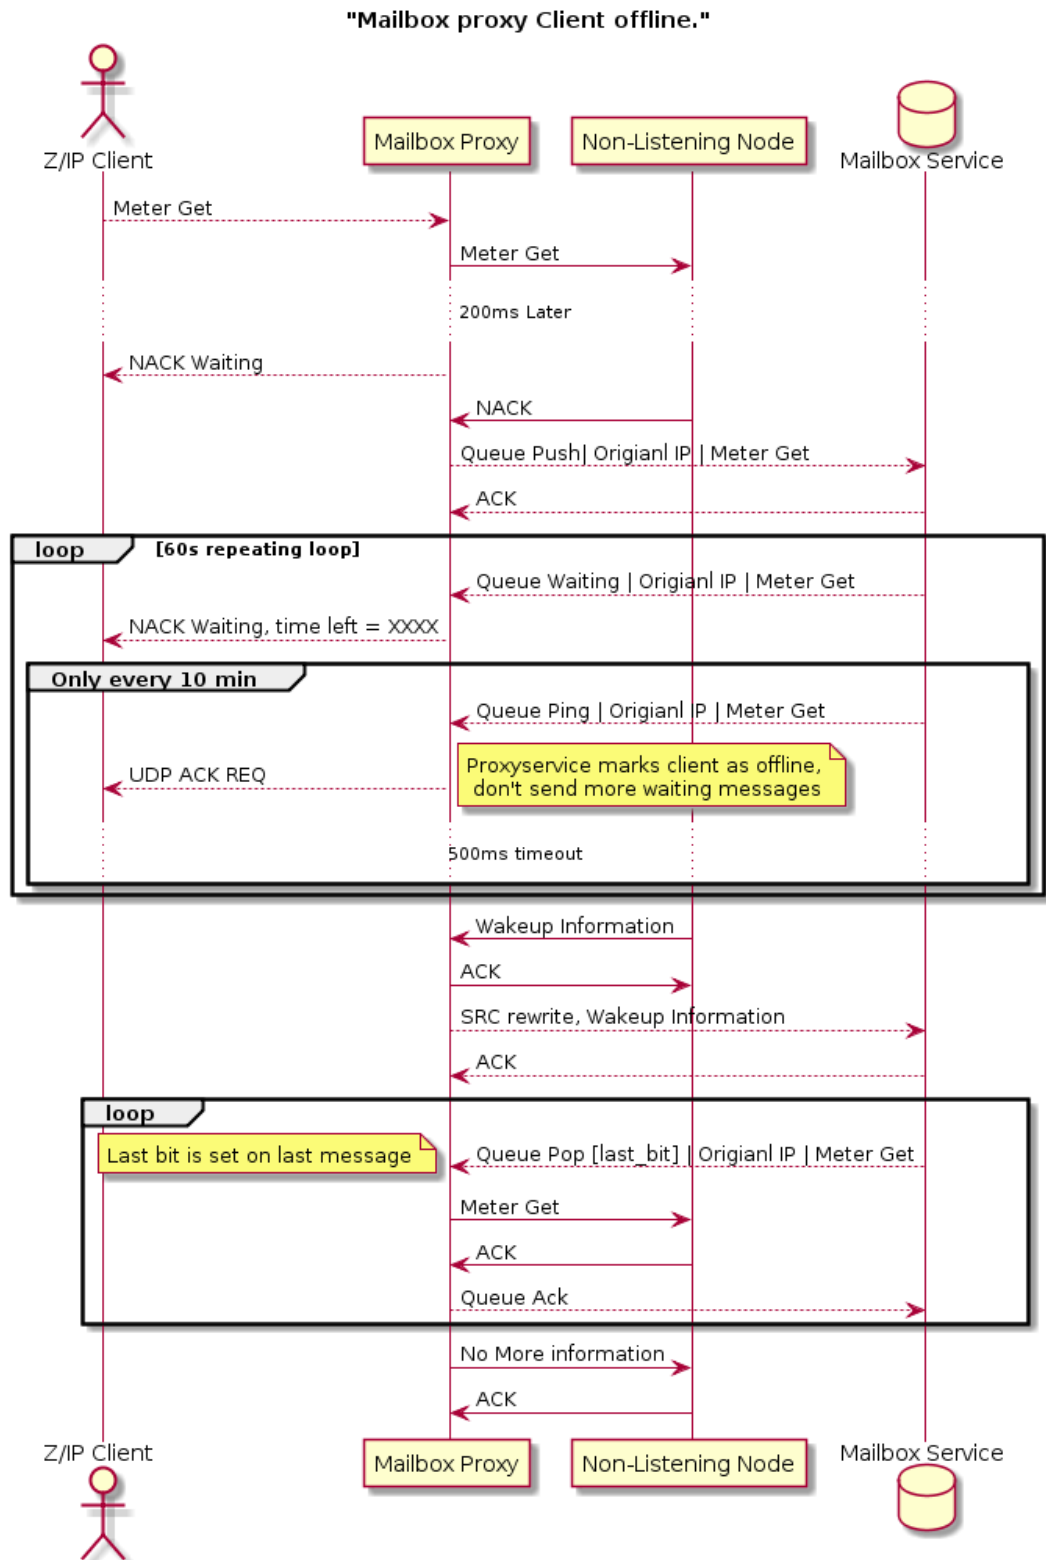 "Mailbox proxy Client offline."
Z/IP Client
Mailbox Proxy
Non-Listening Node
Mailbox Service
Meter Get
Meter Get
200ms Later
NACK Waiting
NACK
Queue Push| Origianl IP | Meter Get
ACK
loop [60s repeating loop]
Queue Waiting | Origianl IP | Meter Get
NACK Waiting, time left = XXXX
Only every 10 min
Queue Ping | Origianl IP | Meter Get
UDP ACK REQ
Proxyservice marks client as offline,
don't send more waiting messages
500ms timeout
Wakeup Information
ACK
SRC rewrite, Wakeup Information
ACK
loop
Last bit is set on last message
Queue Pop [last_bit] | Origianl IP | Meter Get
Meter Get
ACK
Queue Ack
No More information
ACK
Z/IP Client
Mailbox Proxy
Non-Listening Node
Mailbox Service